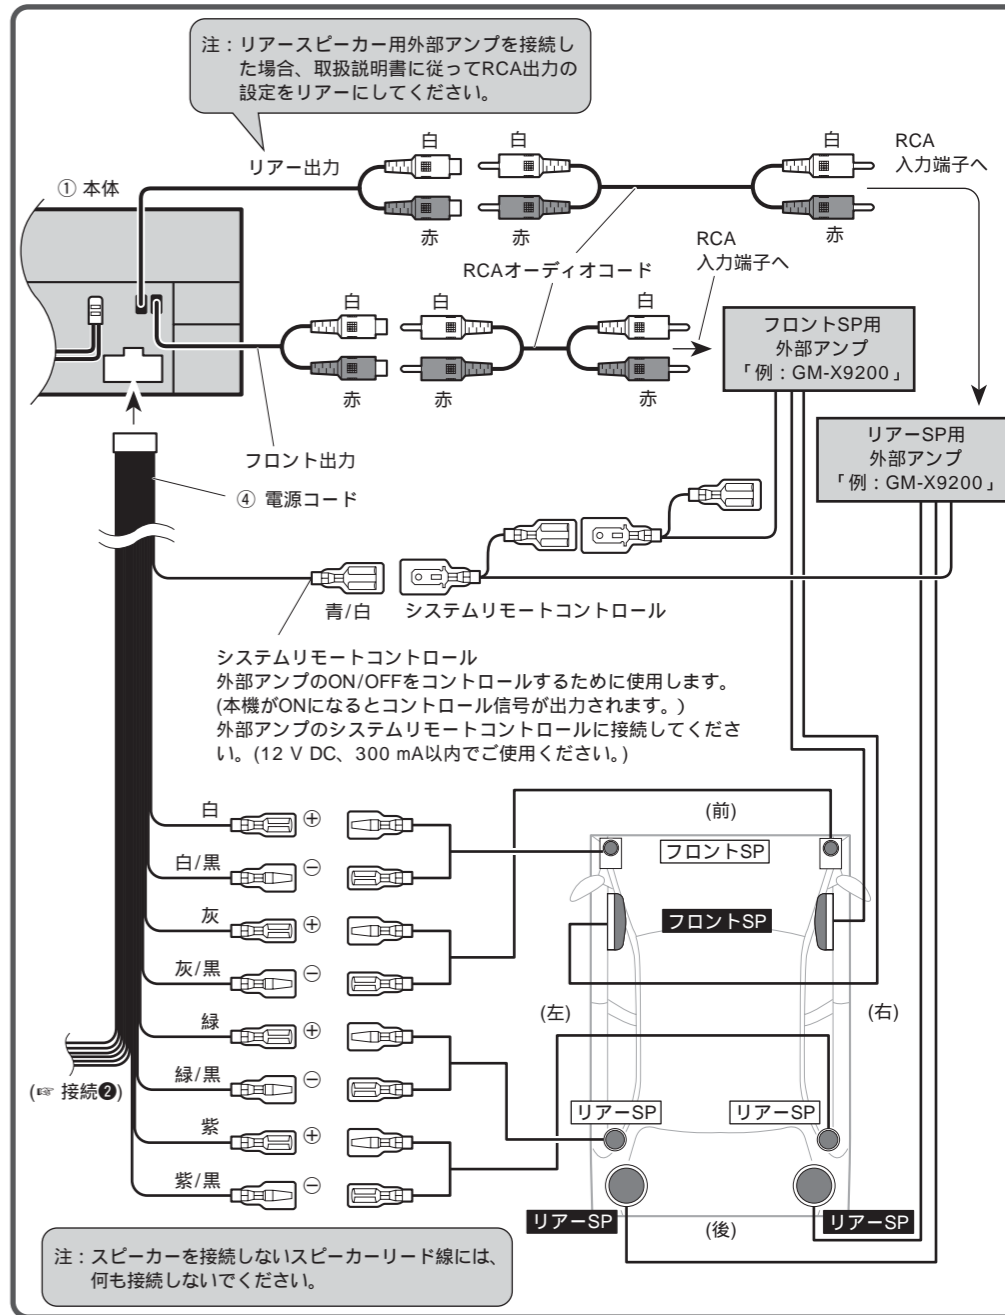 注：リアースピーカー用外部アンプを接続し
た場合、取扱説明書に従ってRCA出力の
設定をリアーにしてください。
リアー出力
白
白
白
RCA
入力端子へ
① 本体
赤
赤
赤
RCAオーディオコード
RCA
入力端子へ
白
白
白
フロントSP用
外部アンプ
「例：GM-X9200」
赤
赤
赤
リアーSP用
外部アンプ
「例：GM-X9200」
フロント出力
④ 電源コード
青/白
システムリモートコントロール
システムリモートコントロール
外部アンプのON/OFFをコントロールするために使用します。
(本機がONになるとコントロール信号が出力されます。)
外部アンプのシステムリモートコントロールに接続してくださ
い。(12 V DC、300 mA以内でご使用ください。)
白 ⊕
白/黒 ⊖
灰 ⊕
灰/黒 ⊖
緑 ⊕
緑/黒 ⊖
紫 ⊕
紫/黒 ⊖
(☞ 接続❷)
(前)
フロントSP
フロントSP
(左)
(右)
リアーSP
リアーSP
リアーSP
(後)
リアーSP
注：スピーカーを接続しないスピーカーリード線には、
何も接続しないでください。